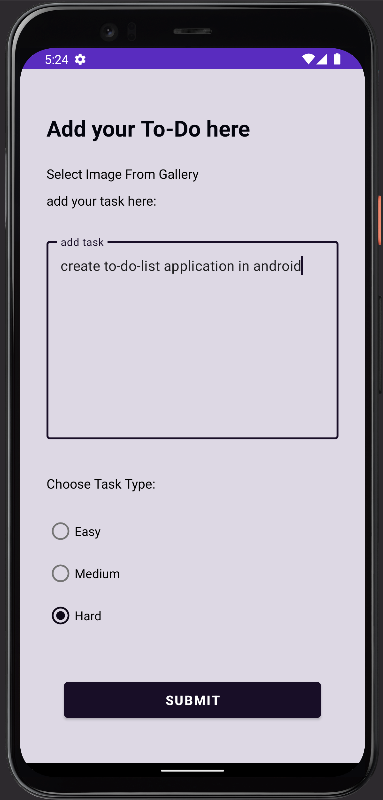 5:24
Add your To-Do here
Select Image From Gallery
add your task here:
add task
create to-do-list application in android
Choose Task Type:
Easy
Medium
Hard
SUBMIT